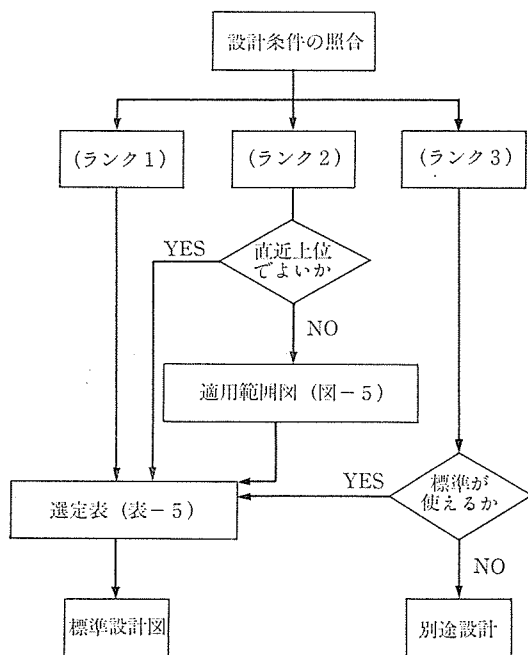 設計条件の照合
(ランク1)
(ランク2)
(ランク3)
YES
直近上位
でよいか
NO
適用範囲図(図-5)
YES
標準が
使えるか
選定表(表-5)
NO
標準設計図
別途設計